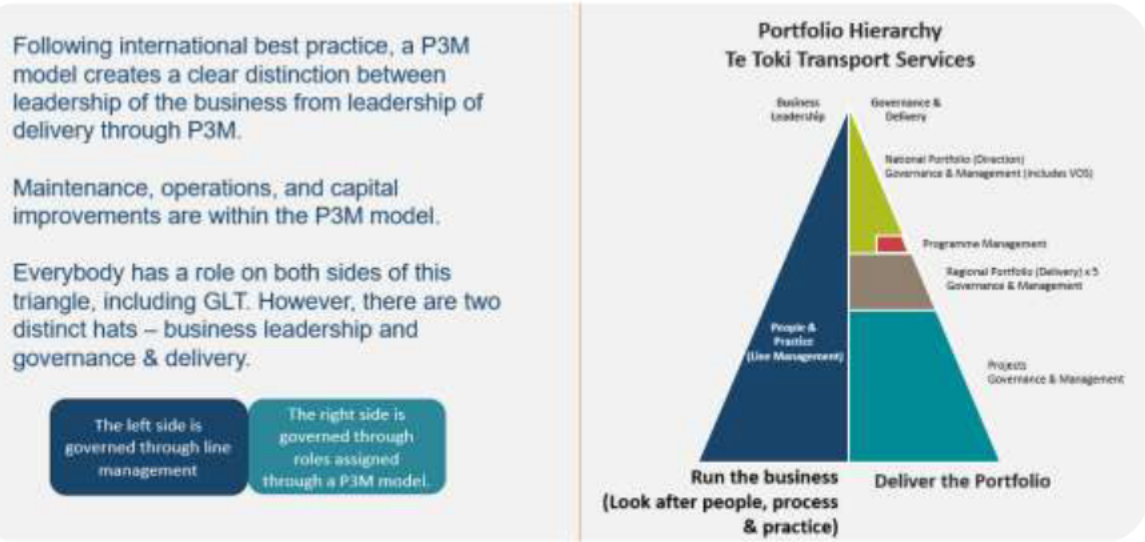 Following international best practice, a P3M
model creates a clear distinction between
leadership of the business from leadership of
delivery through P3M.
Maintenance, operations, and capital
improvements are within the P3M model.
Everybody has a role on both sides of this
triangle, including GLT. However, there are two
distinct hats – business leadership and
governance & delivery.
The left side is
governed through line
management
The right side is
governed through
roles assigned
through a P3M model.
Portfolio Hierarchy
Te Toki Transport Services
Business
Leadership
Governance &
Delivery
National Portfolio (Direction)
Governance & Management (Includes VOS)
Programme Management
Regional Portfolio (Delivery) x 5
Governance & Management
People &
Practice
(Line Management)
Projects
Governance & Management
Run the business
(Look after people, process
& practice)
Deliver the Portfolio